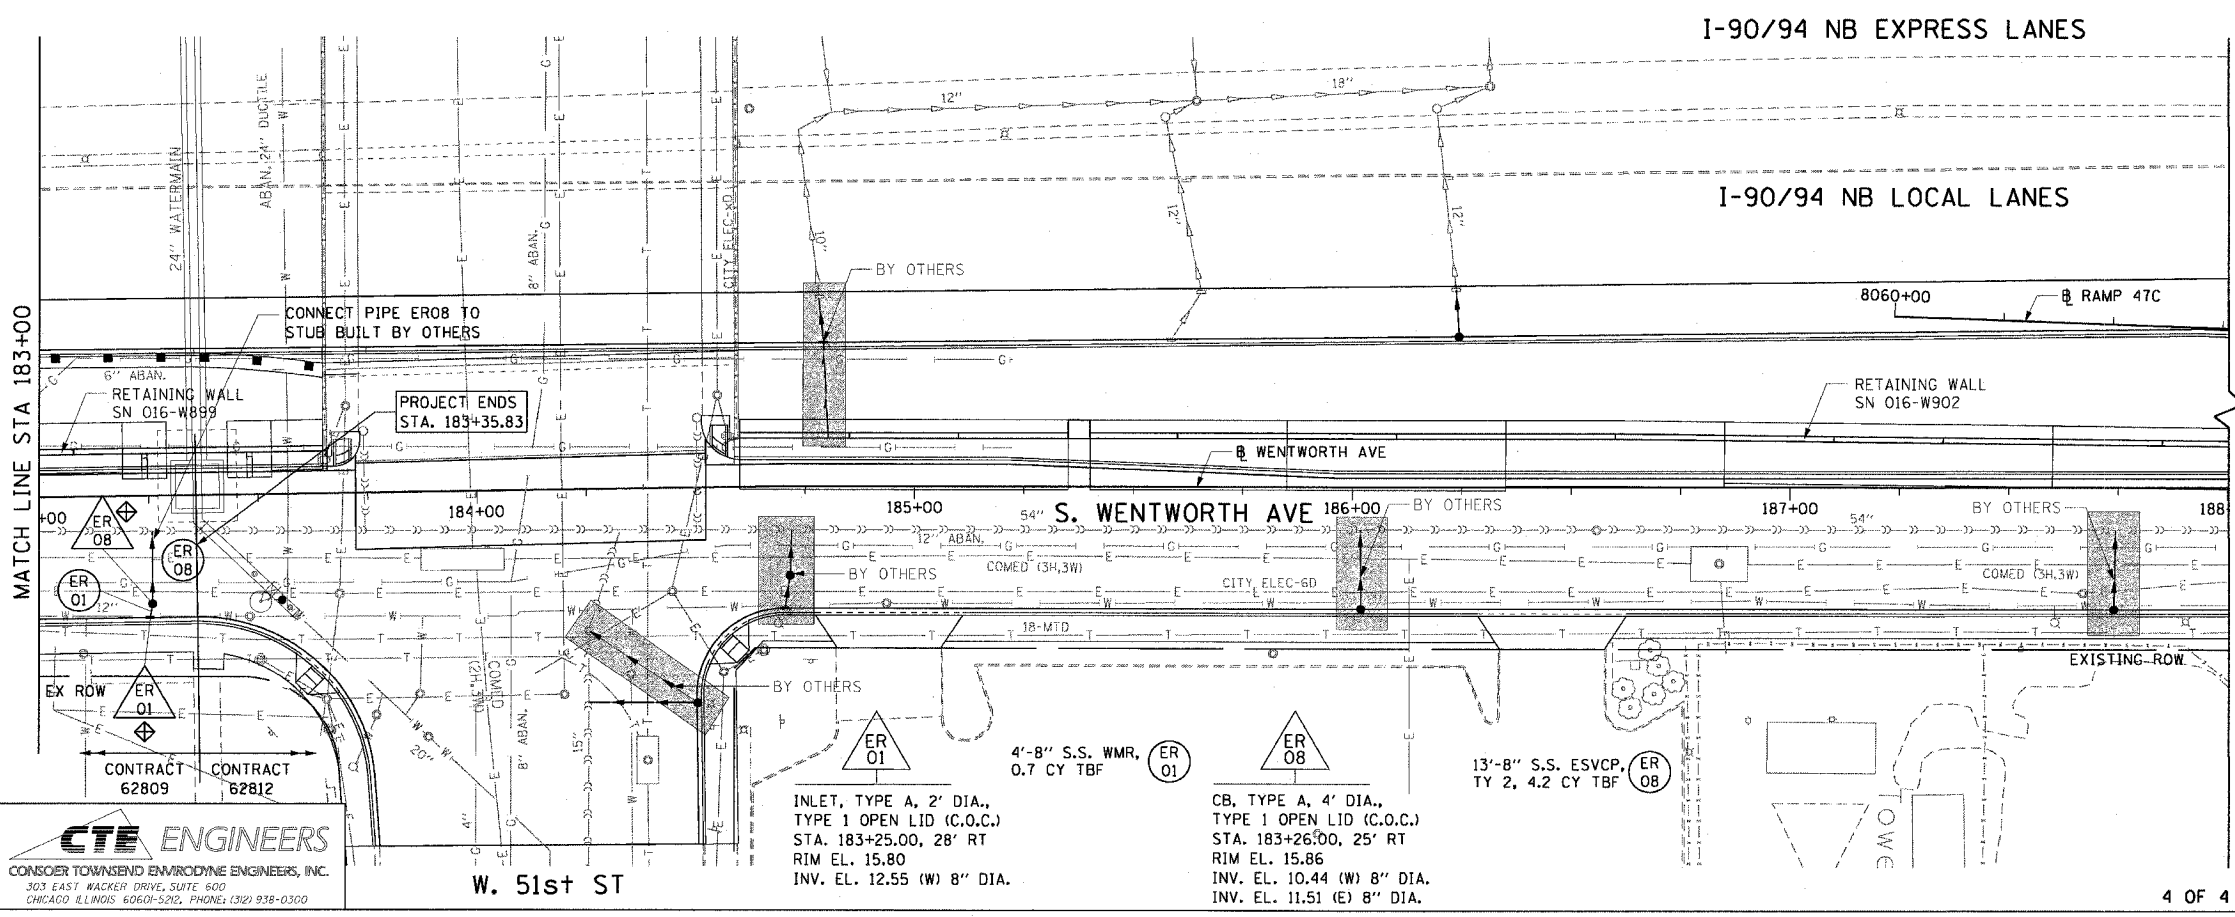 I-90/94 NB EXPRESS LANES
12"
18"
24" WATERMAIN
ABAN. 24" DUCTILE
8" ABAN.
CITY ELEC-XD
10"
12"
12"
I-90/94 NB LOCAL LANES
BY OTHERS
8060+00
℄ RAMP 47C
CONNECT PIPE ER08 TO
STUB BUILT BY OTHERS
MATCH LINE STA 183+00
6" ABAN.
RETAINING WALL
SN 016-W899
PROJECT ENDS
STA. 183+35.83
RETAINING WALL
SN 016-W902
℄ WENTWORTH AVE
+00
ER
08
184+00
185+00
54"
S. WENTWORTH AVE
186+00
BY OTHERS
187+00
54"
BY OTHERS
188
ER
08
12" ABAN.
COMED (3H,3W)
BY OTHERS
CITY ELEC-6D
COMED (3H,3W)
ER
01
12"
18-MTD
EXISTING ROW
EX ROW
ER
01
COMED
(2H,3W)
BY OTHERS
20"
8" ABAN.
15"
4"
CONTRACT
62809
CONTRACT
62812
ER
01
4'-8" S.S. WMR,
0.7 CY TBF
ER
01
ER
08
13'-8" S.S. ESVCP,
TY 2, 4.2 CY TBF
ER
08
INLET, TYPE A, 2' DIA.,
TYPE 1 OPEN LID (C.O.C.)
STA. 183+25.00, 28' RT
RIM EL. 15.80
INV. EL. 12.55 (W) 8" DIA.
CB, TYPE A, 4' DIA.,
TYPE 1 OPEN LID (C.O.C.)
STA. 183+26.00, 25' RT
RIM EL. 15.86
INV. EL. 10.44 (W) 8" DIA.
INV. EL. 11.51 (E) 8" DIA.
CTE ENGINEERS
CONSOER TOWNSEND ENVIRODYNE ENGINEERS, INC.
303 EAST WACKER DRIVE, SUITE 600
CHICAGO ILLINOIS 60601-5212, PHONE: (312) 938-0300
W. 51st ST
4 OF 4